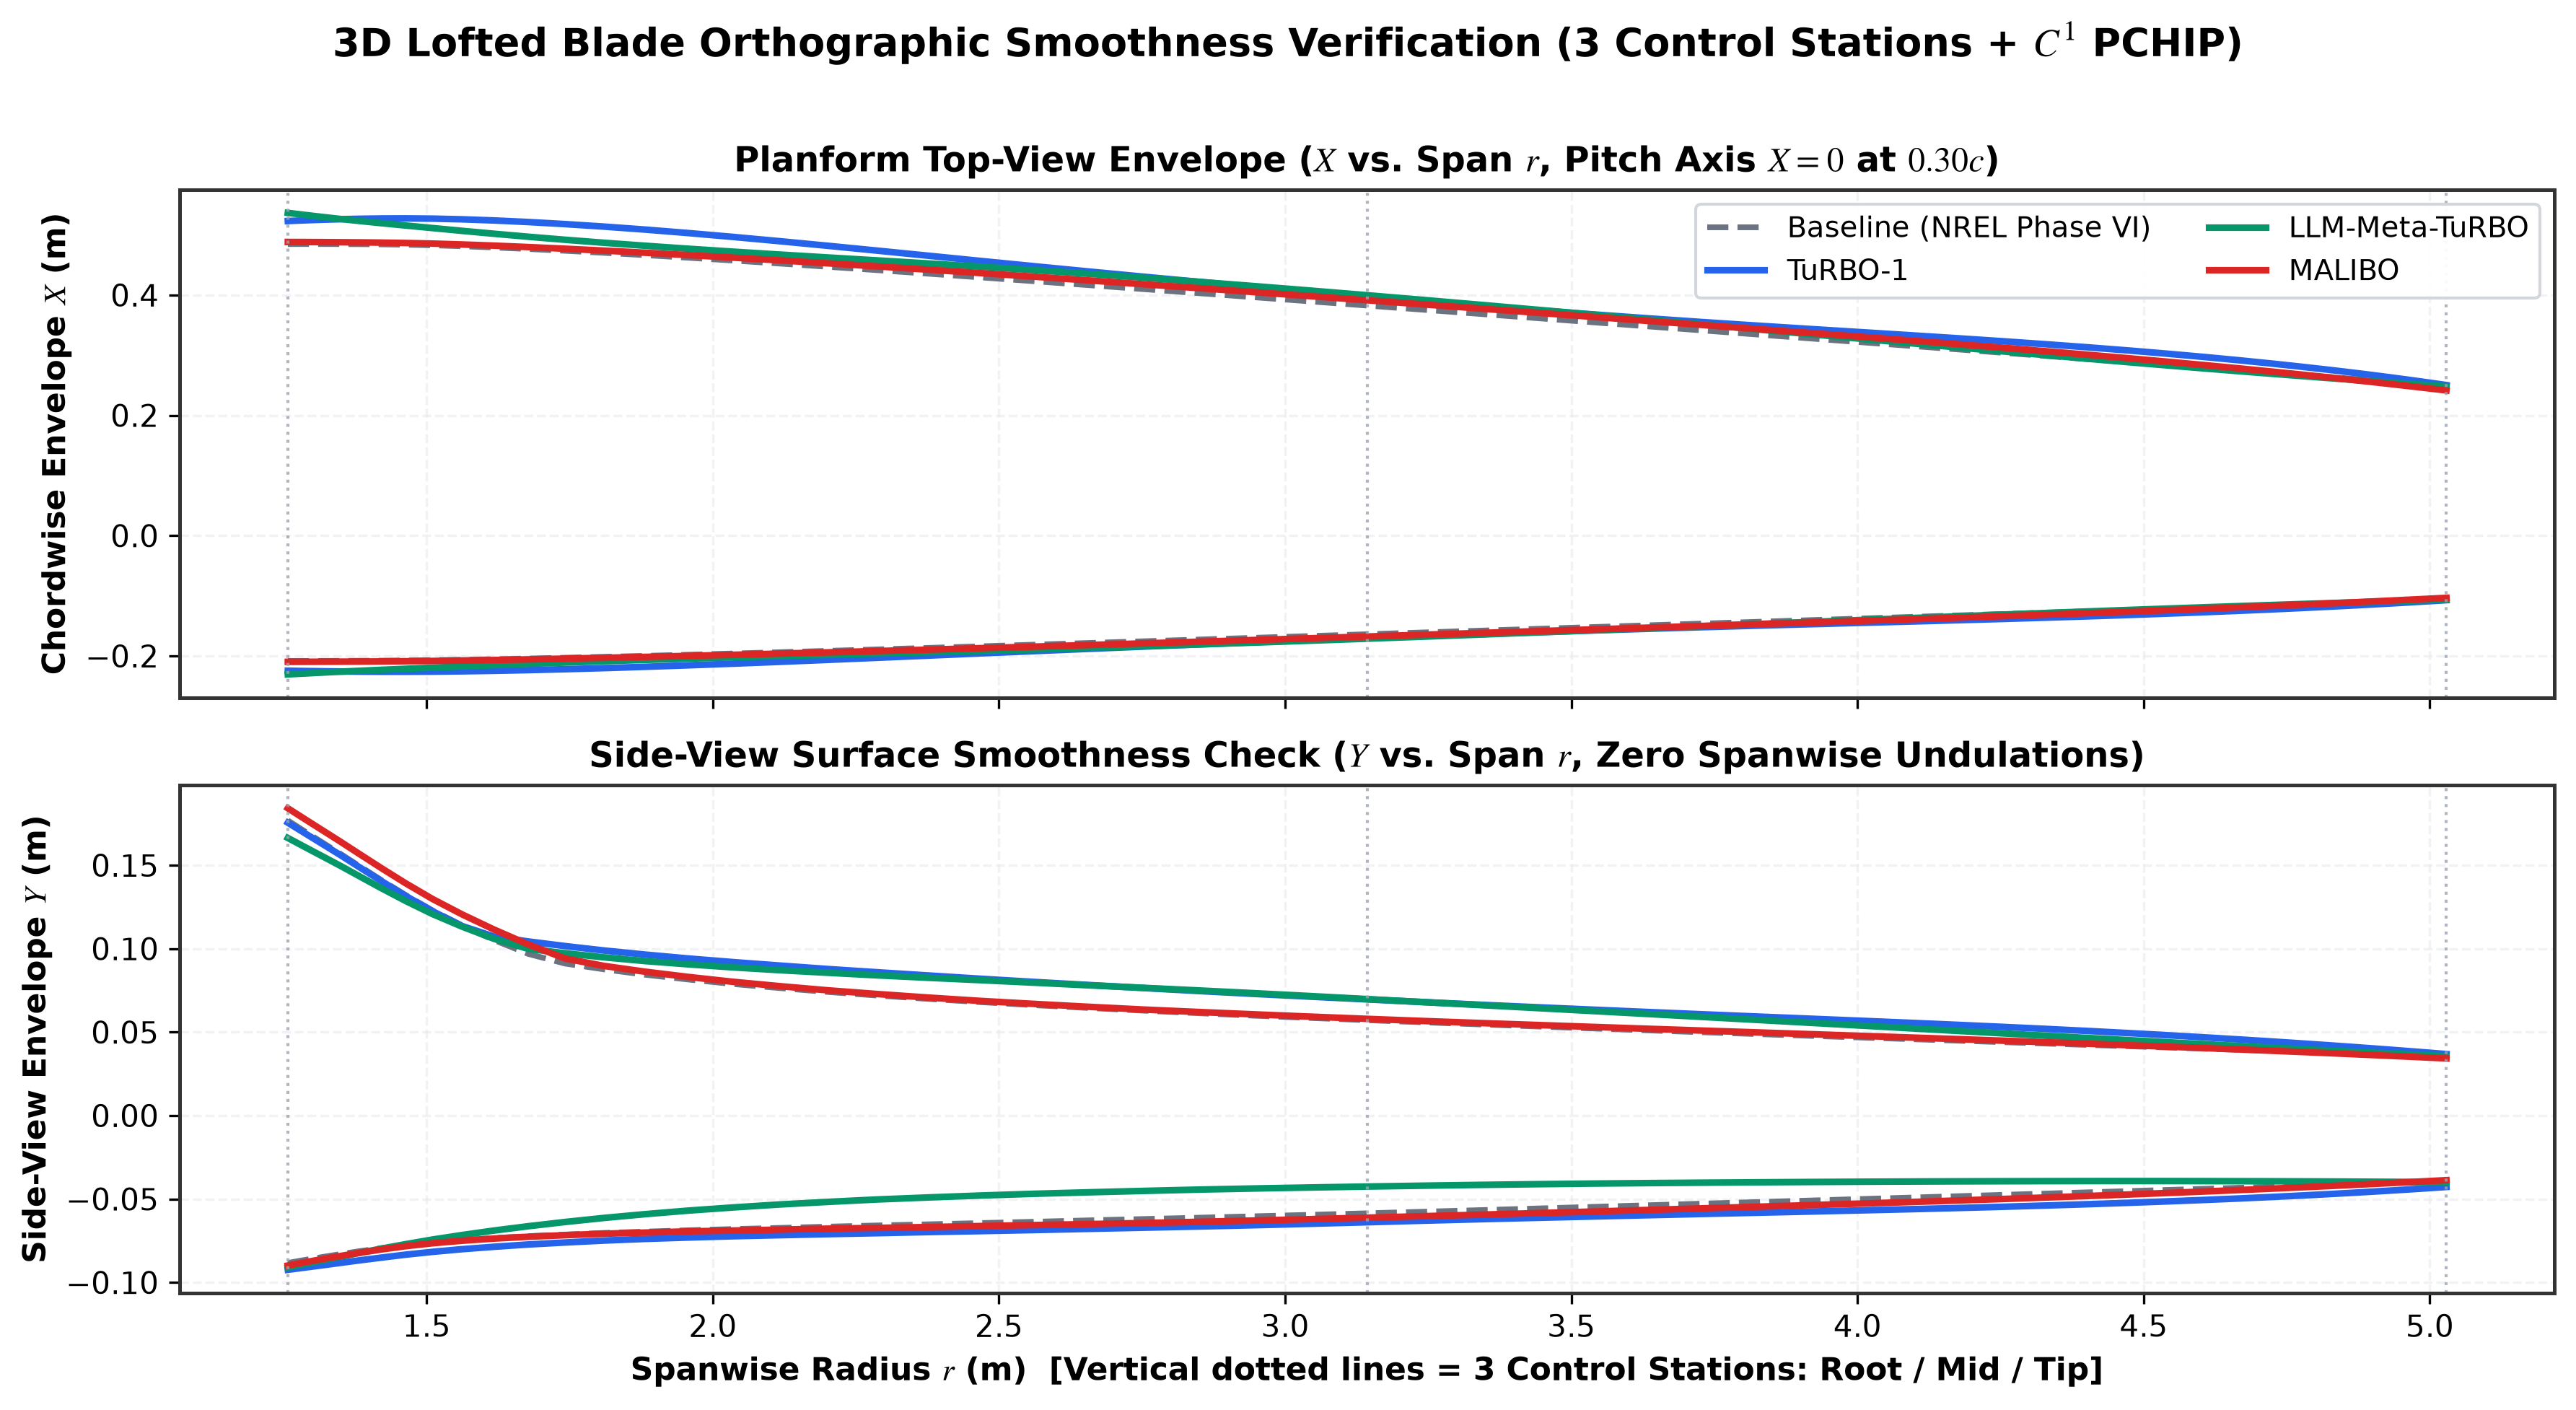 3D Lofted Blade Orthographic Smoothness Verification (3 Control Stations + C¹ PCHIP)
Planform Top-View Envelope (X vs. Span r, Pitch Axis X = 0 at 0.30c)
Chordwise Envelope X (m)
0.4
0.2
0.0
−0.2
Baseline (NREL Phase VI)
TuRBO-1
LLM-Meta-TuRBO
MALIBO
Side-View Surface Smoothness Check (Y vs. Span r, Zero Spanwise Undulations)
Side-View Envelope Y (m)
0.15
0.10
0.05
0.00
−0.05
−0.10
1.5 2.0 2.5 3.0 3.5 4.0 4.5 5.0
Spanwise Radius r (m) [Vertical dotted lines = 3 Control Stations: Root / Mid / Tip]